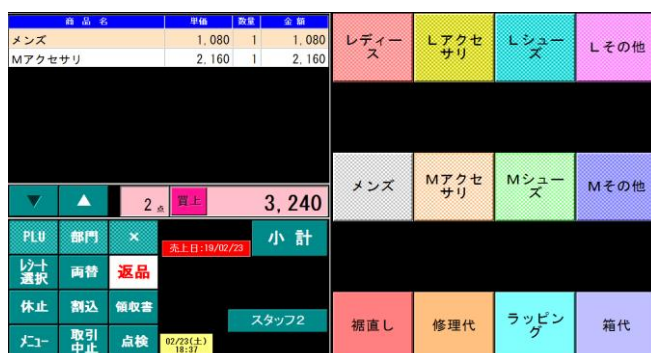 商品名 単価 数量 金額
メンズ 1,080 1 1,080
Mアクセサリ 2,160 1 2,160
▼ ▲ 2点 買上 3,240
PLU 部門 × 小計
売上日:19/02/23
レシート
選択 両替 返品
休止 割込 領収書
スタッフ2
メニュー 取引
中止 点検 02/23(土)
18:37
レディー
ス
Lアクセ
サリ
Lシュー
ズ
Lその他
メンズ
Mアクセ
サリ
Mシュー
ズ
Mその他
裾直し
修理代
ラッピン
グ
箱代